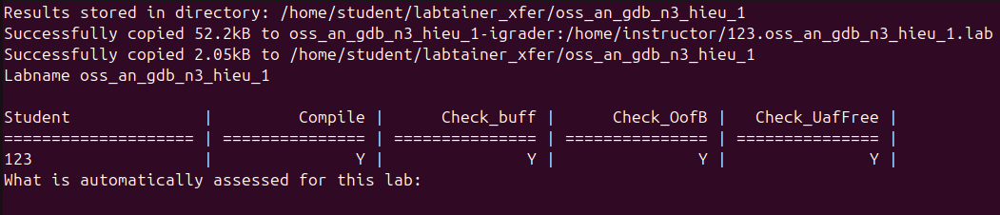 Results stored in directory: /home/student/labtainer_xfer/oss_an_gdb_n3_hieu_1
Successfully copied 52.2kB to oss_an_gdb_n3_hieu_1-igrader:/home/instructor/123.oss_an_gdb_n3_hieu_1.lab
Successfully copied 2.05kB to /home/student/labtainer_xfer/oss_an_gdb_n3_hieu_1
Labname oss_an_gdb_n3_hieu_1
Student              |         Compile |      Check_buff |      Check_OofB |   Check_UafFree |
==================== | =============== | =============== | =============== | =============== |
123                  |               Y |               Y |               Y |               Y |
What is automatically assessed for this lab: